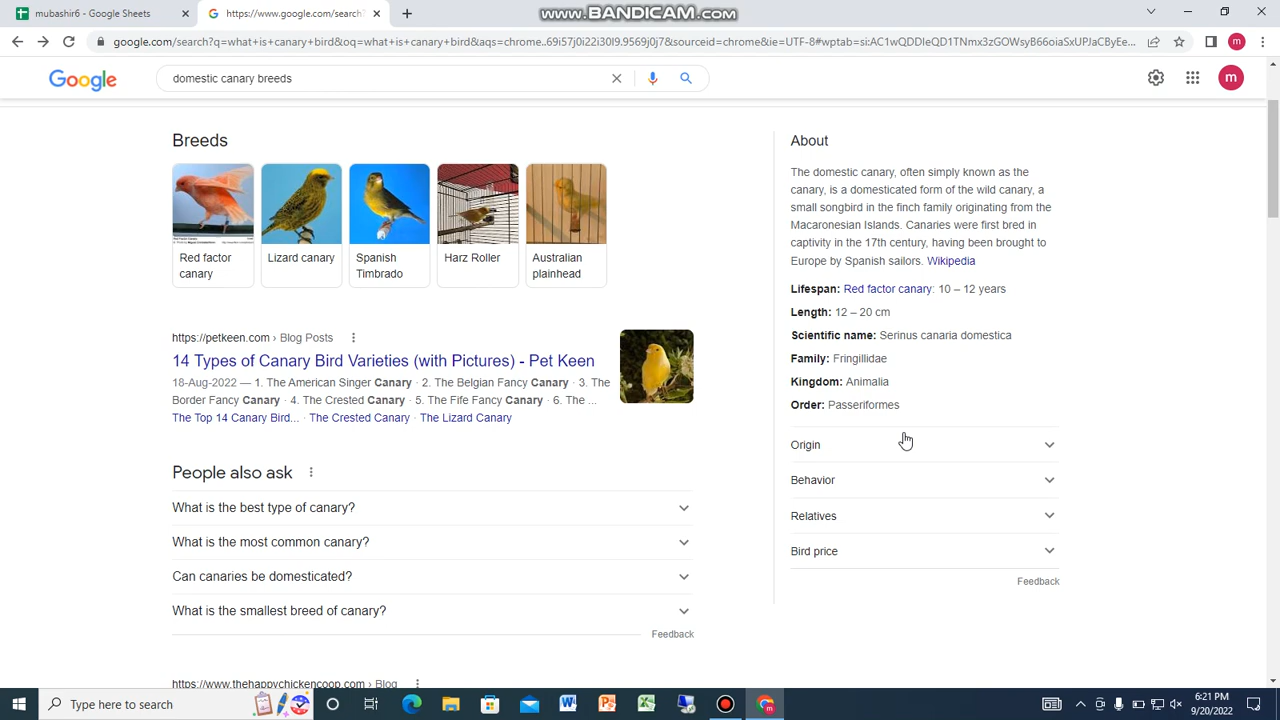 mubashir6 - Google Sheets
https://www.google.com/search?
www.BANDICAM.com
google.com/search?q=what+is+canary+bird&oq=what+is+canary+bird&aqs=chrome..69i57j0i22i30l9.9569j0j7&sourceid=chrome&ie=UTF-8#wptab=si:AC1wQDDIeQD1TNmx3zGOWsyB66oiaSxUPJaCByEe...
m
Google
domestic canary breeds
m
Breeds
Red factor canary
Lizard canary
Spanish Timbrado
Harz Roller
Australian plainhead
https://petkeen.com › Blog Posts
14 Types of Canary Bird Varieties (with Pictures) - Pet Keen
18-Aug-2022 — 1. The American Singer Canary · 2. The Belgian Fancy Canary · 3. The
Border Fancy Canary · 4. The Crested Canary · 5. The Fife Fancy Canary · 6. The ...
The Top 14 Canary Bird... · The Crested Canary · The Lizard Canary
People also ask
What is the best type of canary?
What is the most common canary?
Can canaries be domesticated?
What is the smallest breed of canary?
Feedback
https://www.thehappychickencoop.com › Blog
About
The domestic canary, often simply known as the
canary, is a domesticated form of the wild canary, a
small songbird in the finch family originating from the
Macaronesian Islands. Canaries were first bred in
captivity in the 17th century, having been brought to
Europe by Spanish sailors. Wikipedia
Lifespan: Red factor canary: 10 – 12 years
Length: 12 – 20 cm
Scientific name: Serinus canaria domestica
Family: Fringillidae
Kingdom: Animalia
Order: Passeriformes
Origin
Behavior
Relatives
Bird price
Feedback
Type here to search
6:21 PM
9/20/2022